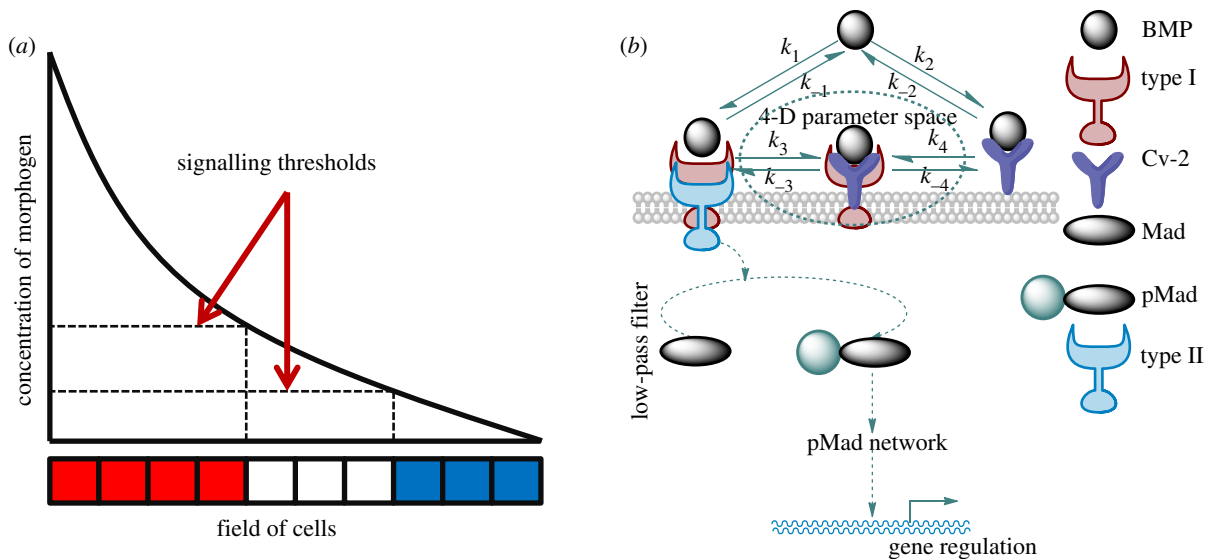 (a)
concentration of morphogen
signalling thresholds
field of cells
(b)
k1
k–1
k2
k–2
4-D parameter space
k3
k–3
k4
k–4
low-pass filter
pMad network
gene regulation
BMP
type I
Cv-2
Mad
pMad
type II